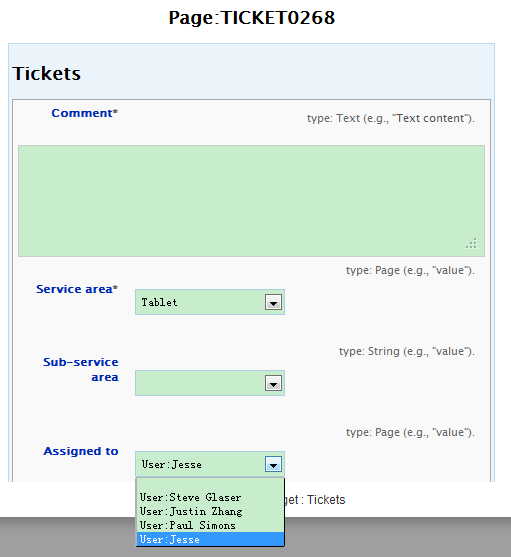 Page:TICKET0268
Tickets
Comment*
type: Text (e.g., "Text content").
type: Page (e.g., "value").
Service area*
Tablet
type: String (e.g., "value").
Sub-service
area
type: Page (e.g., "value").
Assigned to
User:Jesse
User:Steve Glaser
get : Tickets
User:Justin Zhang
User:Paul Simons
User:Jesse